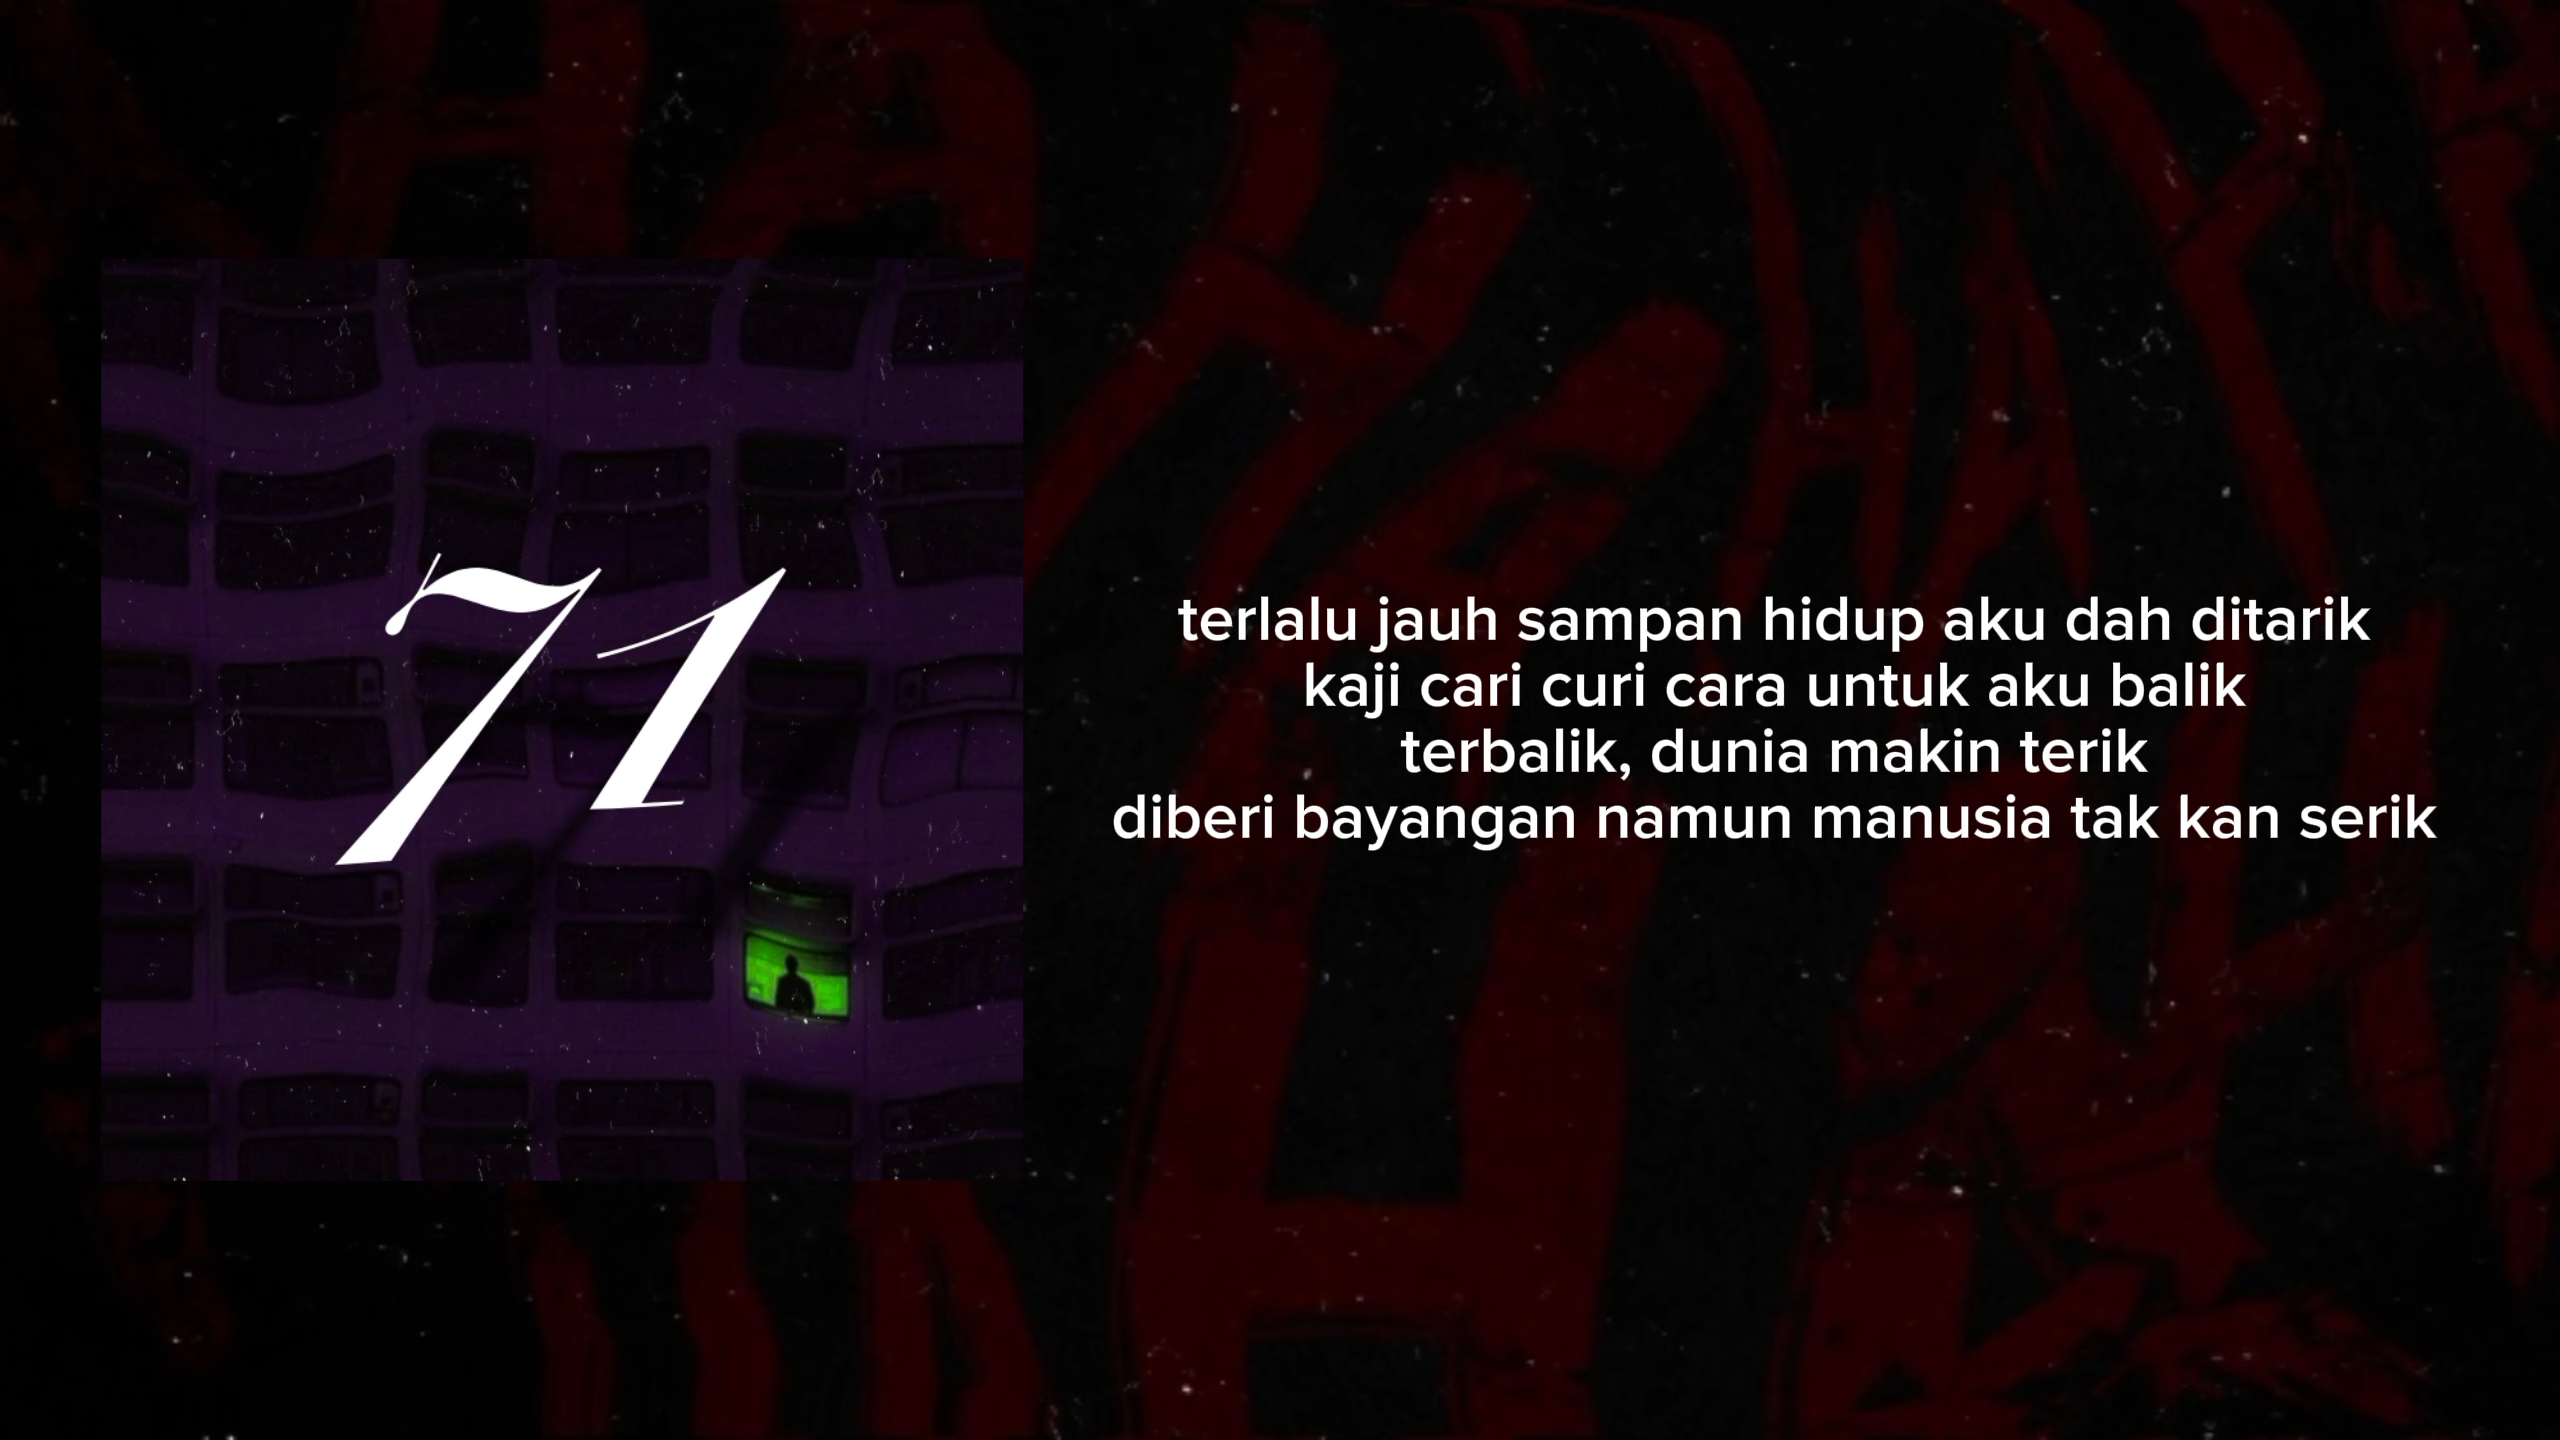 71
terlalu jauh sampan hidup aku dah ditarik
kaji cari curi cara untuk aku balik
terbalik, dunia makin terik
diberi bayangan namun manusia tak kan serik